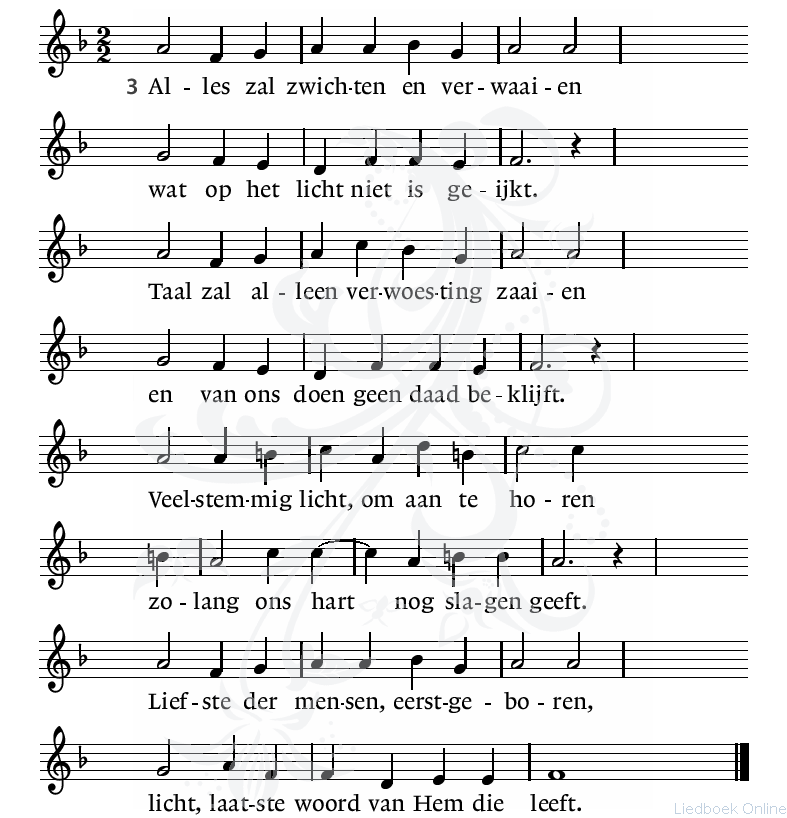 3 Al - les zal zwich-ten en ver-waai-en
wat op het licht niet is ge-ijkt.
Taal zal al-leen ver-woes-ting zaai-en
en van ons doen geen daad be-klijft.
Veel-stem-mig licht, om aan te ho-ren
zo-lang ons hart nog sla-gen geeft.
Lief-ste der men-sen, eerst-ge-bo-ren,
licht, laat-ste woord van Hem die leeft.
Liedboek Online